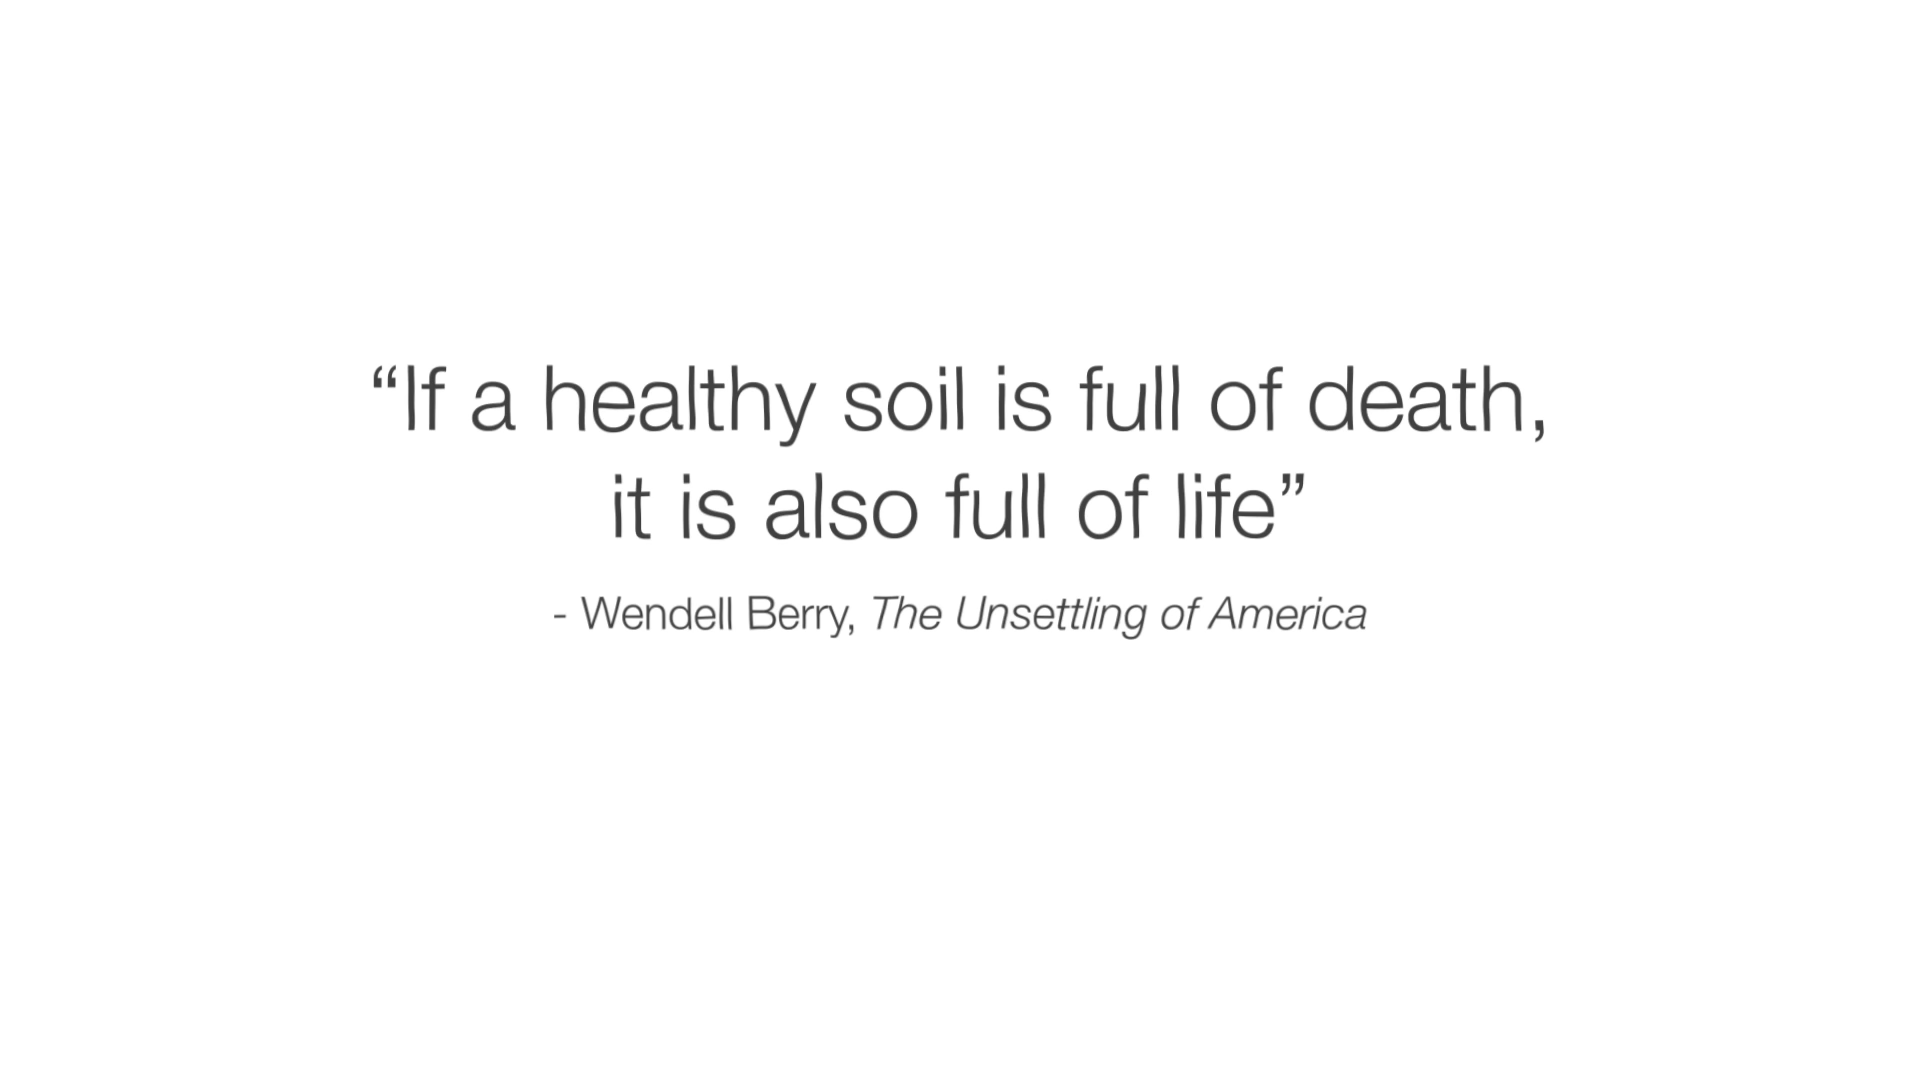 “If a healthy soil is full of death,
it is also full of life”
- Wendell Berry, The Unsettling of America